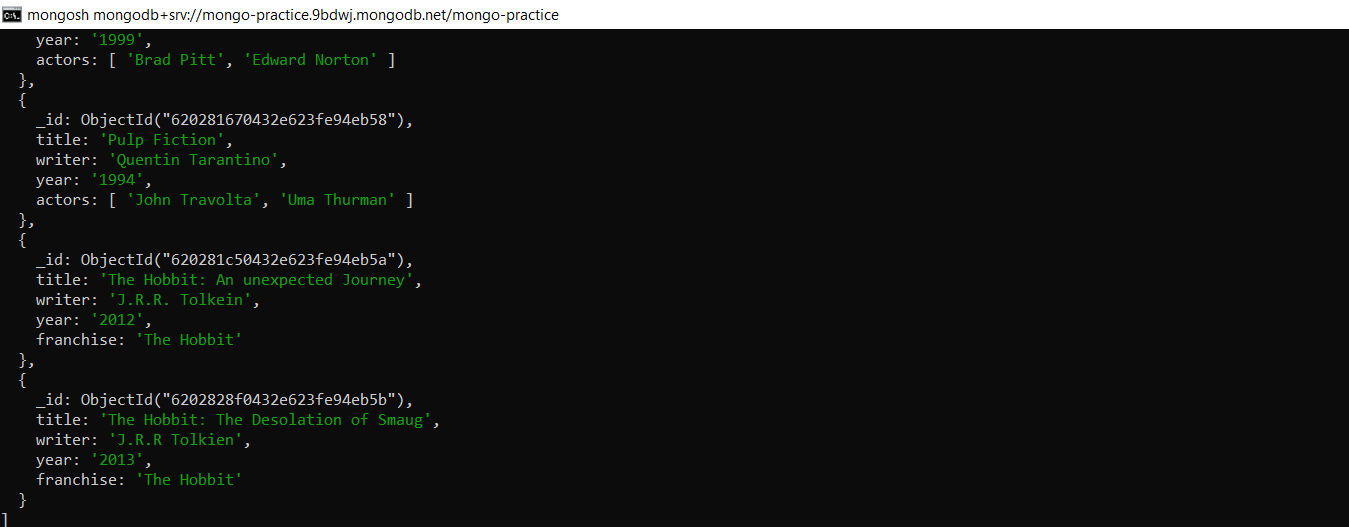 mongosh mongodb+srv://mongo-practice.9bdwj.mongodb.net/mongo-practice
year: '1999',
actors: [ 'Brad Pitt', 'Edward Norton' ]
},
{
_id: ObjectId("620281670432e623fe94eb58"),
title: 'Pulp Fiction',
writer: 'Quentin Tarantino',
year: '1994',
actors: [ 'John Travolta', 'Uma Thurman' ]
},
{
_id: ObjectId("620281c50432e623fe94eb5a"),
title: 'The Hobbit: An unexpected Journey',
writer: 'J.R.R. Tolkein',
year: '2012',
franchise: 'The Hobbit'
},
{
_id: ObjectId("6202828f0432e623fe94eb5b"),
title: 'The Hobbit: The Desolation of Smaug',
writer: 'J.R.R Tolkien',
year: '2013',
franchise: 'The Hobbit'
}
]